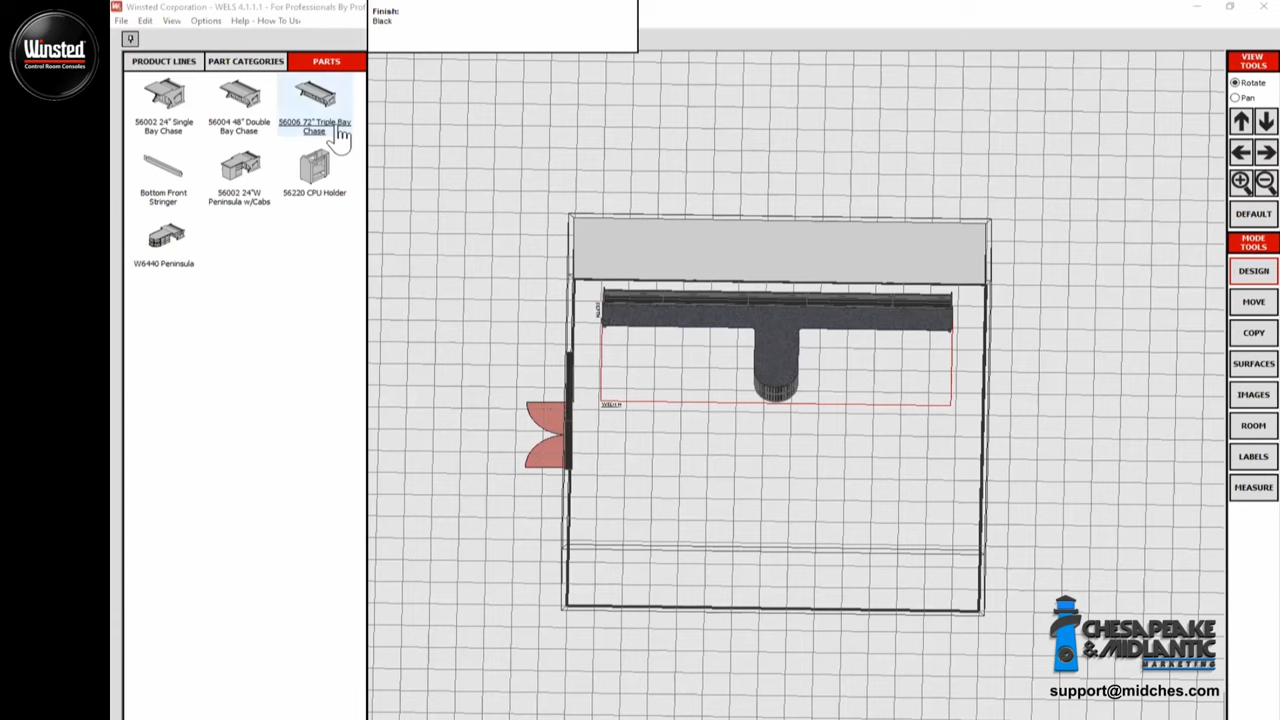 Winsted
Control Room Consoles
Winsted Corporation - WELS 4.1.1.1 - For Professionals By Prof
File Edit View Options Help - How To Us
Finish:
Black
PRODUCT LINES PART CATEGORIES PARTS
56002 24" Single
Bay Chase
56004 48" Double
Bay Chase
56006 72" Triple Bay
Chase
Bottom Front
Stringer
56002 24"W
Peninsula w/Cabs
56220 CPU Holder
W6440 Peninsula
VIEW
TOOLS
Rotate
Pan
DEFAULT
MODE
TOOLS
DESIGN
MOVE
COPY
SURFACES
IMAGES
ROOM
LABELS
MEASURE
CHESAPEAKE
& MIDLANTIC
MARKETING
support@midches.com